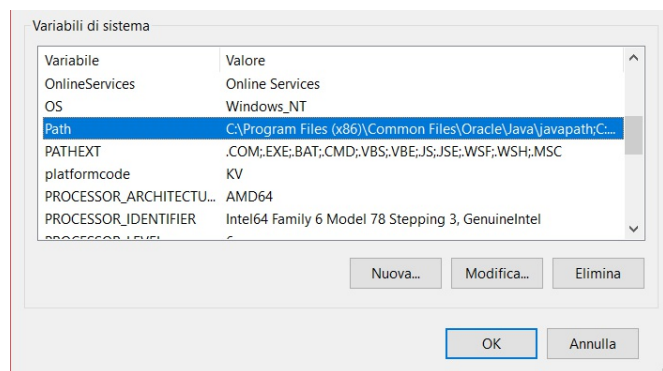 Variabili di sistema
Variabile Valore
OnlineServices Online Services
OS Windows_NT
Path C:\Program Files (x86)\Common Files\Oracle\Java\javapath;C:...
PATHEXT .COM;.EXE;.BAT;.CMD;.VBS;.VBE;.JS;.JSE;.WSF;.WSH;.MSC
platformcode KV
PROCESSOR_ARCHITECTU... AMD64
PROCESSOR_IDENTIFIER Intel64 Family 6 Model 78 Stepping 3, GenuineIntel
Nuova... Modifica... Elimina
OK Annulla